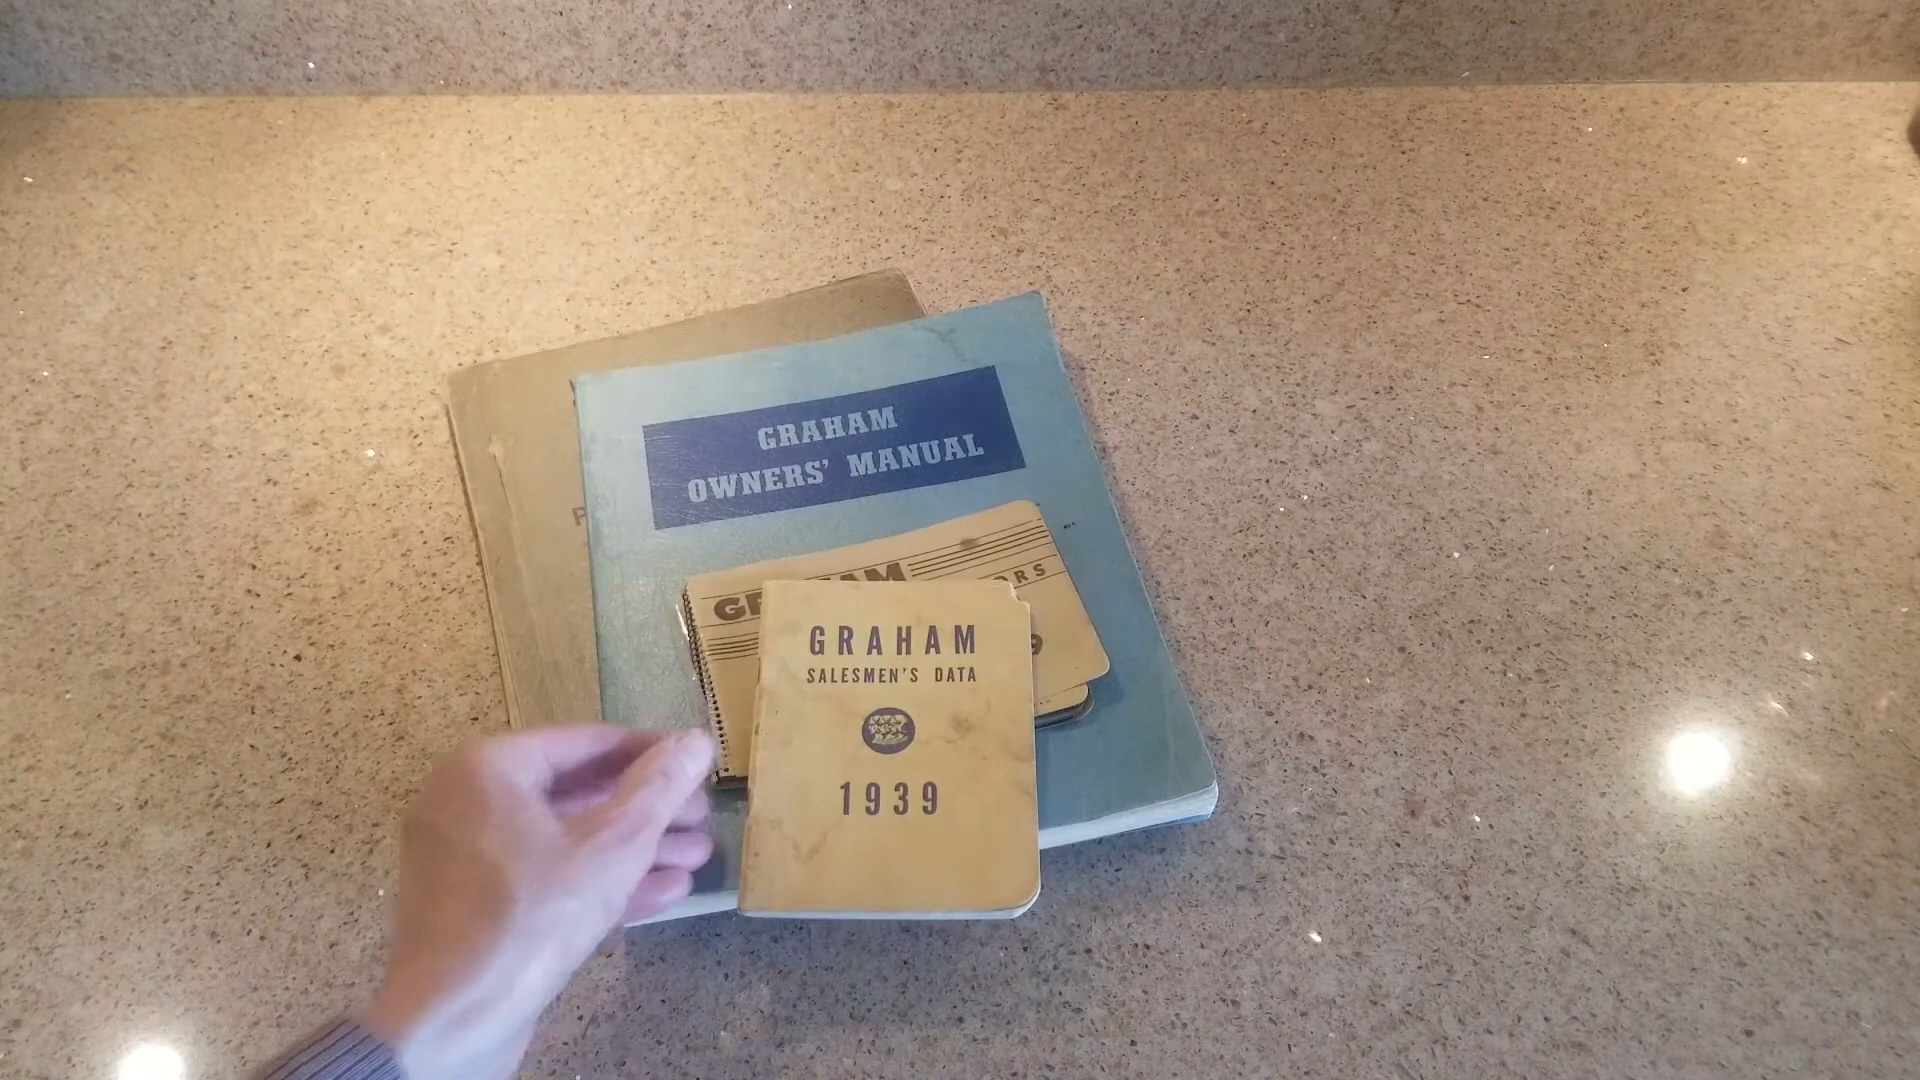 GRAHAM
OWNERS' MANUAL
GRAHAM
SALESMEN'S DATA
1939